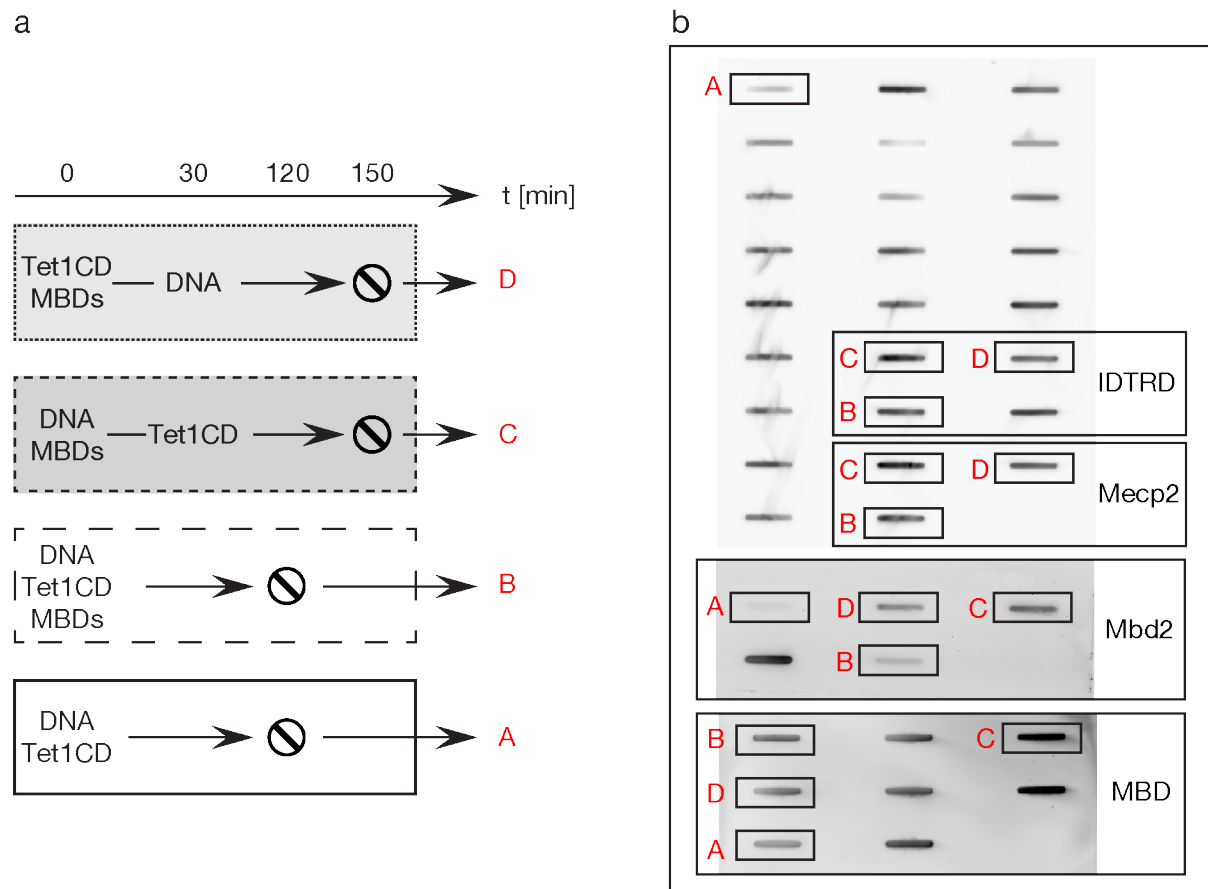 a
0 30 120 150
t [min]
Tet1CD
MBDs
DNA
D
DNA
MBDs
Tet1CD
C
DNA
Tet1CD
MBDs
B
DNA
Tet1CD
A
b
A
C D
IDTRD
B
C D
Mecp2
B
A D C
Mbd2
B
B C
D
MBD
A